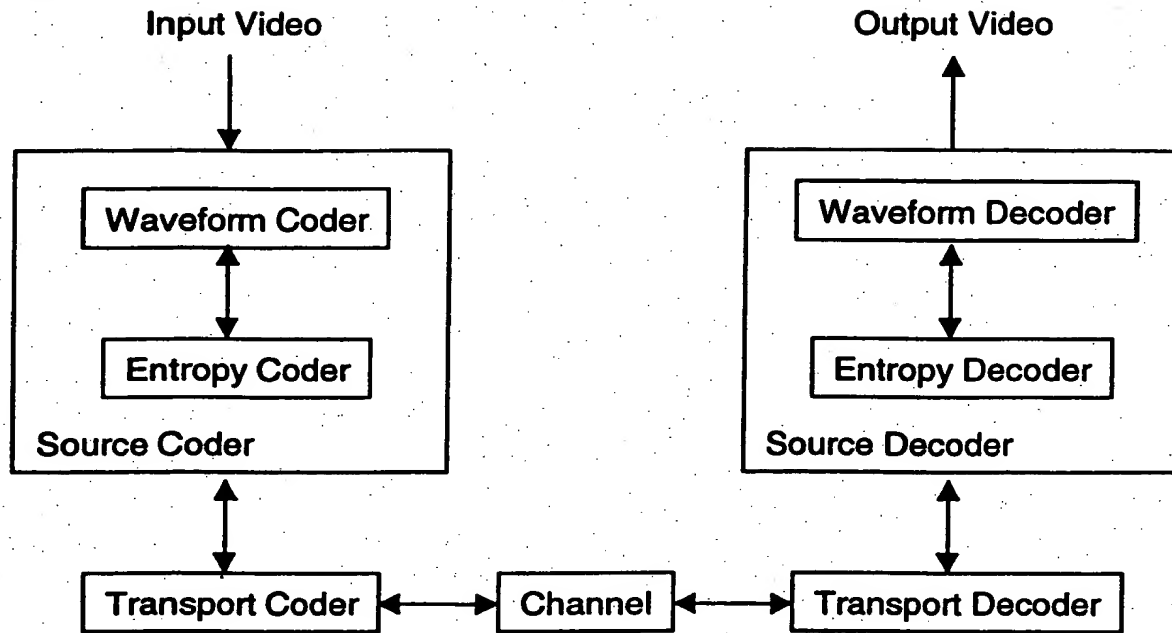 Input Video
Output Video
Waveform Coder
Waveform Decoder
Entropy Coder
Entropy Decoder
Source Coder
Source Decoder
Transport Coder
Channel
Transport Decoder